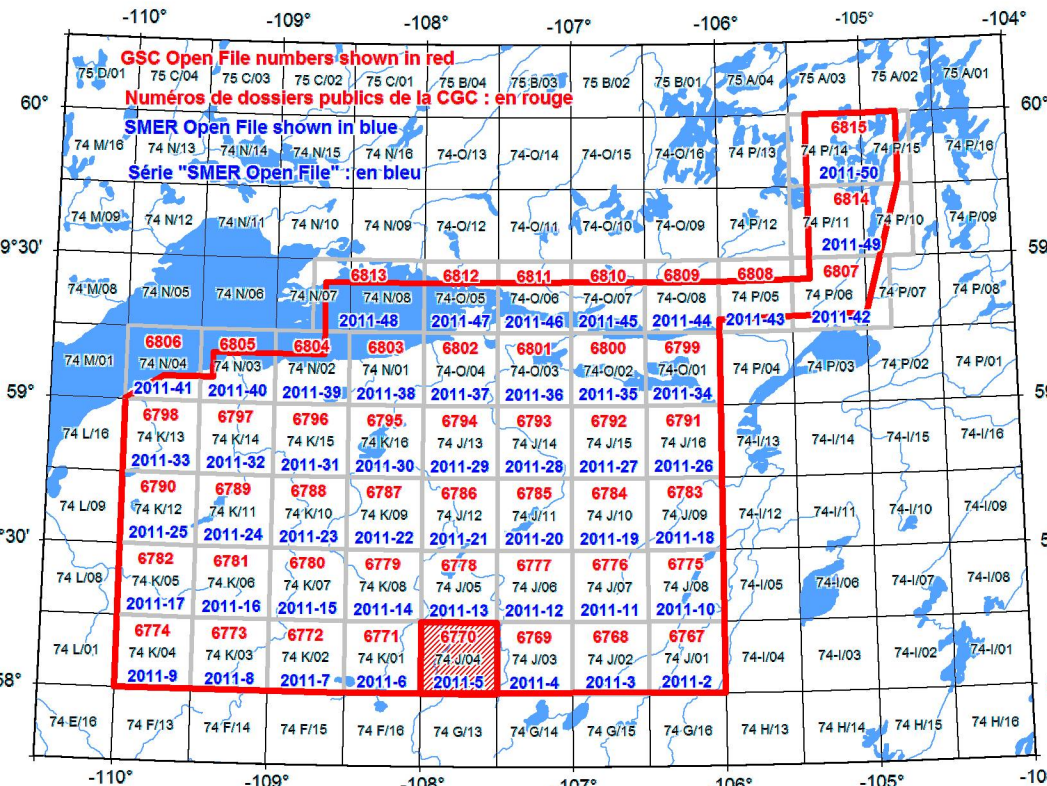 -110° -109° -108° -107° -106° -105° -104°
GSC Open File numbers shown in red
75 D/01 75 C/04 75 C/03 75 C/02 75 C/01 75 B/04 75 B/03 75 B/02 75 B/01 75 A/04 75 A/03 75 A/02 75 A/01
Numéros de dossiers publics de la CGC : en rouge
60° 60°
SMER Open File shown in blue
6815
74 M/16 74 N/13 74 N/14 74 N/15 74 N/16 74-O/13 74-O/14 74-O/15 74-O/16 74 P/13 74 P/14 74 P/15 74 P/16
Série "SMER Open File" : en bleu
2011-50
6814
74 M/09 74 N/12 74 N/11 74 N/10 74 N/09 74-O/12 74-O/11 74-O/10 74-O/09 74 P/12 74 P/11 74 P/10 74 P/09
2011-49
9°30' 59
6813 6812 6811 6810 6809 6808 6807
74 M/08 74 N/05 74 N/06 74 N/07 74 N/08 74-O/05 74-O/06 74-O/07 74-O/08 74 P/05 74 P/06 74 P/07 74 P/08
2011-48 2011-47 2011-46 2011-45 2011-44 2011-43 2011-42
6806 6805 6804 6803 6802 6801 6800 6799
74 M/01 74 N/04 74 N/03 74 N/02 74 N/01 74-O/04 74-O/03 74-O/02 74-O/01 74 P/04 74 P/03 74 P/02 74 P/01
2011-41 2011-40 2011-39 2011-38 2011-37 2011-36 2011-35 2011-34
59° 59
6798 6797 6796 6795 6794 6793 6792 6791
74 L/16 74 K/13 74 K/14 74 K/15 74 K/16 74 J/13 74 J/14 74 J/15 74 J/16 74-I/13 74-I/14 74-I/15 74-I/16
2011-33 2011-32 2011-31 2011-30 2011-29 2011-28 2011-27 2011-26
6790 6789 6788 6787 6786 6785 6784 6783
74 L/09 74 K/12 74 K/11 74 K/10 74 K/09 74 J/12 74 J/11 74 J/10 74 J/09 74-I/12 74-I/11 74-I/10 74-I/09
2011-25 2011-24 2011-23 2011-22 2011-21 2011-20 2011-19 2011-18
°30' 5
6782 6781 6780 6779 6778 6777 6776 6775
74 L/08 74 K/05 74 K/06 74 K/07 74 K/08 74 J/05 74 J/06 74 J/07 74 J/08 74-I/05 74-I/06 74-I/07 74-I/08
2011-17 2011-16 2011-15 2011-14 2011-13 2011-12 2011-11 2011-10
6774 6773 6772 6771 6770 6769 6768 6767
74 L/01 74 K/04 74 K/03 74 K/02 74 K/01 74 J/04 74 J/03 74 J/02 74 J/01 74-I/04 74-I/03 74-I/02 74-I/01
2011-9 2011-8 2011-7 2011-6 2011-5 2011-4 2011-3 2011-2
58°
74 E/16 74 F/13 74 F/14 74 F/15 74 F/16 74 G/13 74 G/14 74 G/15 74 G/16 74 H/13 74 H/14 74 H/15 74 H/16
-110° -109° -108° -107° -106° -105° -10